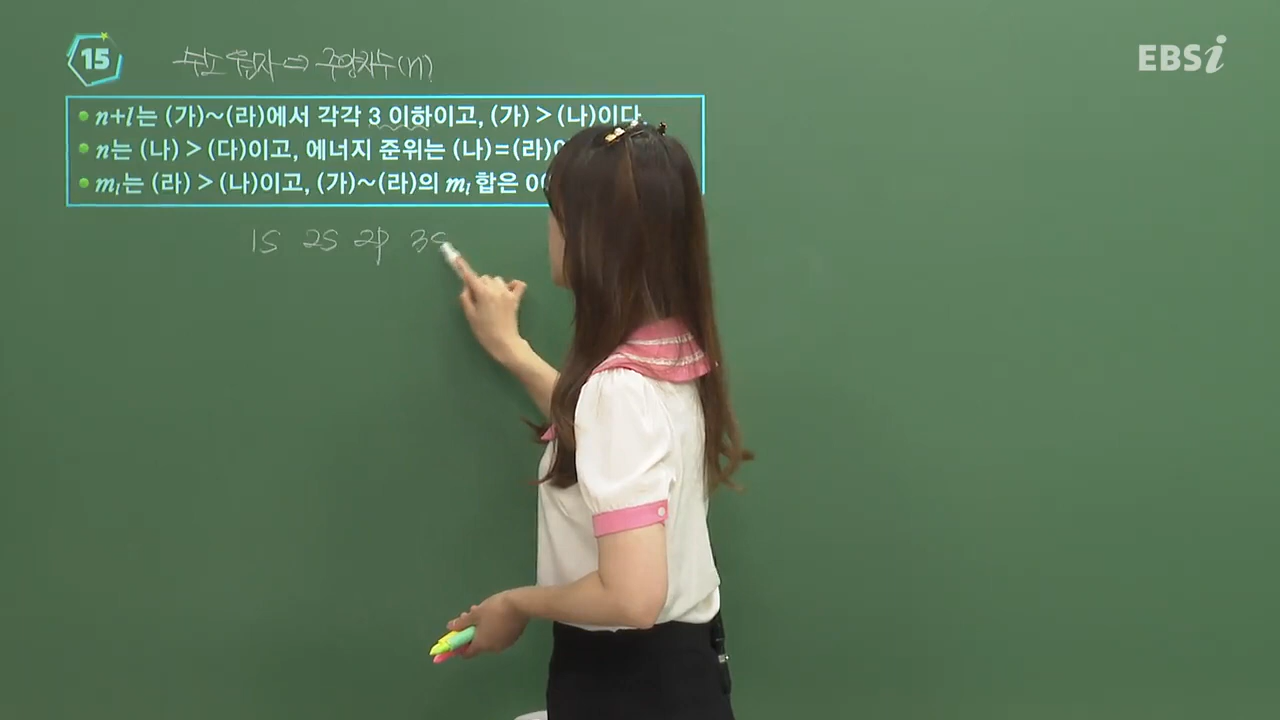 15 수소 원자 ⇒ 주양자수(n)
EBSi
• n+l는 (가)~(라)에서 각각 3 이하이고, (가) > (나)이다.
• n는 (나) > (다)이고, 에너지 준위는 (나)=(라)
• mₗ는 (라) > (나)이고, (가)~(라)의 mₗ 합은 0
1S 2S 2P 3S